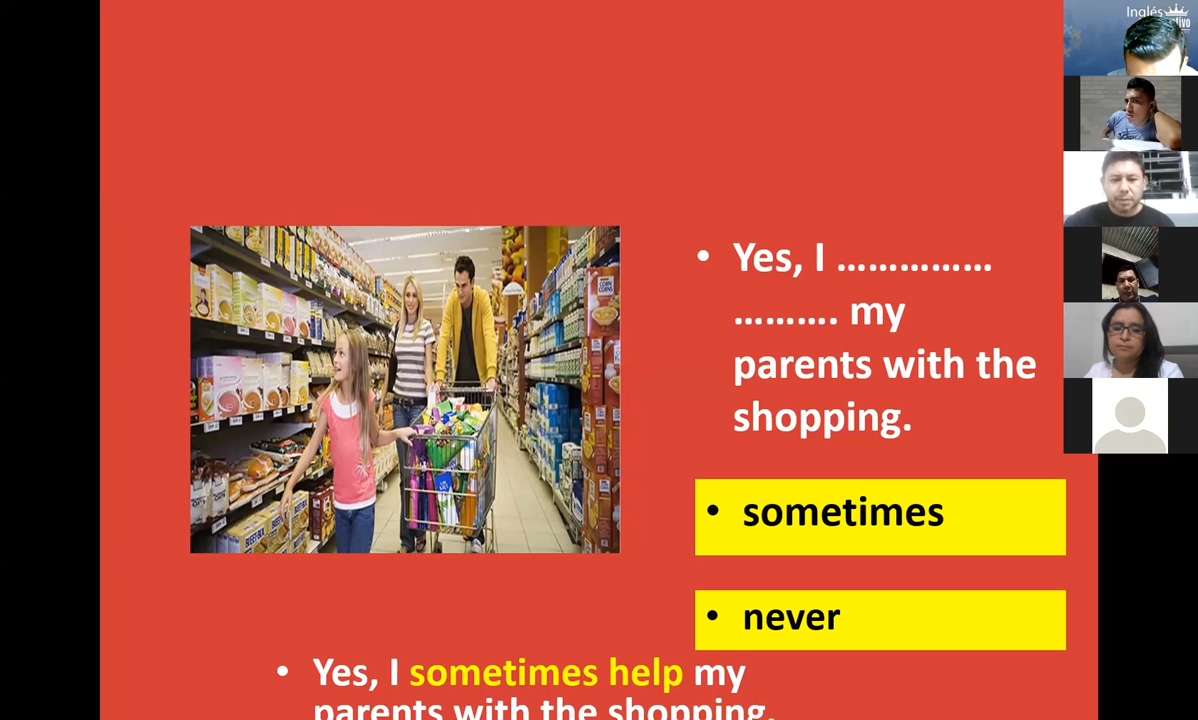 Inglés
Yes, I ……………
………. my
parents with the
shopping.
• sometimes
• never
• Yes, I sometimes help my
parents with the shopping.